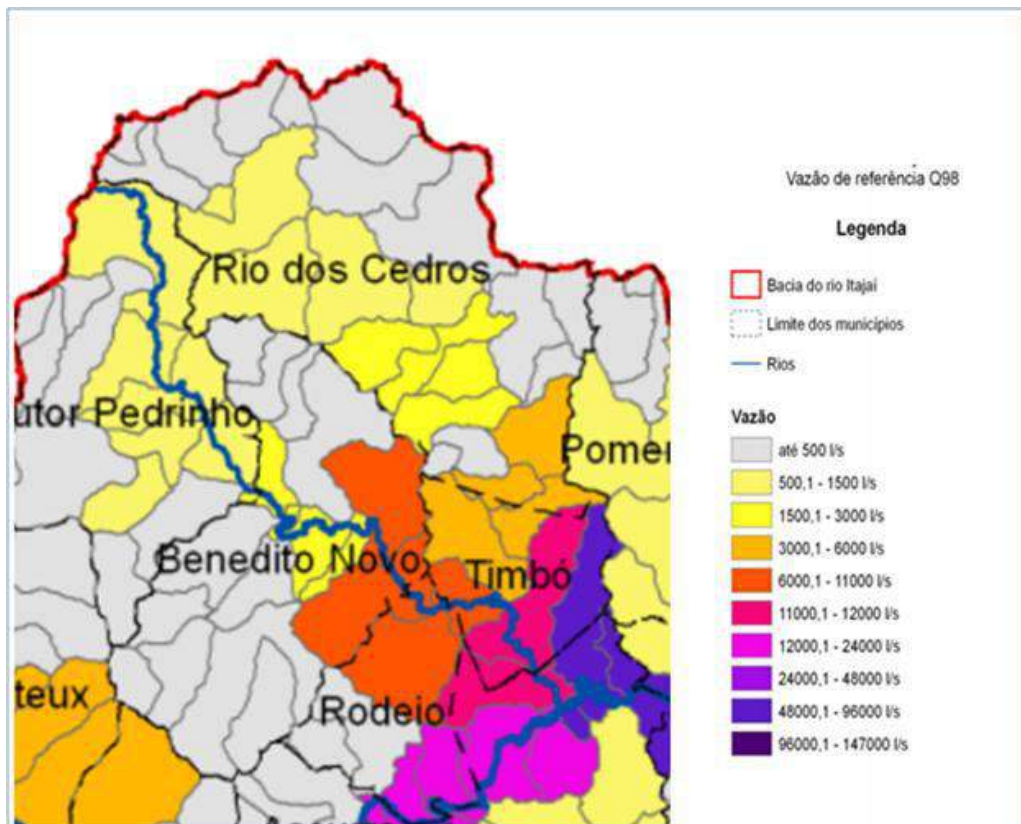 Vazão de referência Q98
Legenda
Bacia do rio Itajaí
Limite dos municípios
Rios
Vazão
até 500 l/s
500,1 - 1500 l/s
1500,1 - 3000 l/s
3000,1 - 6000 l/s
6000,1 - 11000 l/s
11000,1 - 12000 l/s
12000,1 - 24000 l/s
24000,1 - 48000 l/s
48000,1 - 96000 l/s
96000,1 - 147000 l/s
Rio dos Cedros
utor Pedrinho
Pomer
Benedito Novo
Timbó
Rodeio
teux